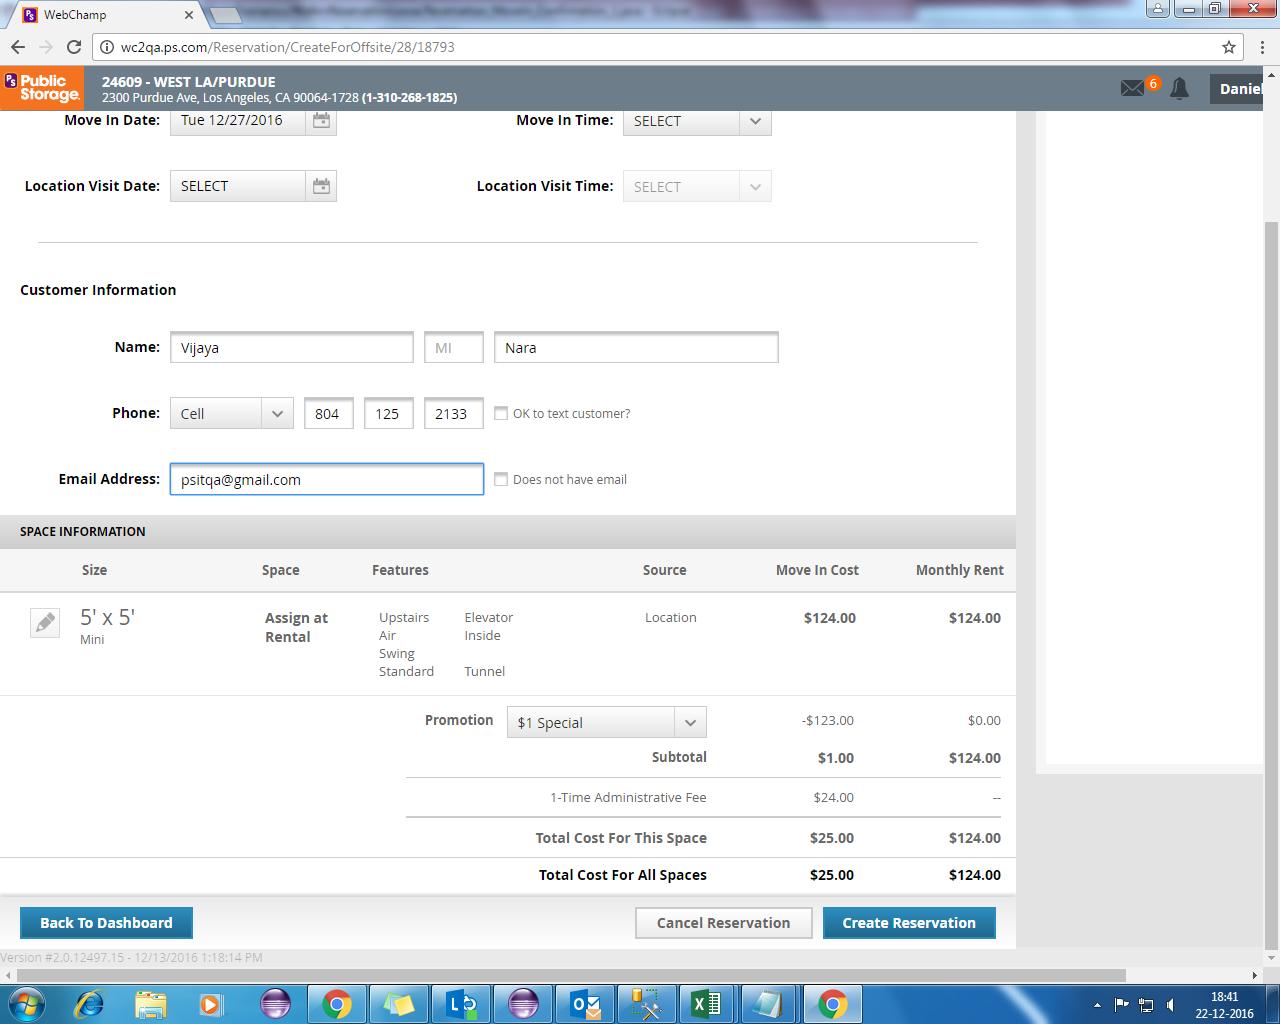 WebChamp
wc2qa.ps.com/Reservation/CreateForOffsite/28/18793
PS Public Storage.
24609 - WEST LA/PURDUE
2300 Purdue Ave, Los Angeles, CA 90064-1728 (1-310-268-1825)
6
Daniel
Move In Date: Tue 12/27/2016 Move In Time: SELECT
Location Visit Date: SELECT Location Visit Time: SELECT
Customer Information
Name: Vijaya MI Nara
Phone: Cell 804 125 2133 OK to text customer?
Email Address: psitqa@gmail.com Does not have email
SPACE INFORMATION
Size Space Features Source Move In Cost Monthly Rent
5' x 5' Mini
Assign at Rental
Upstairs Elevator
Air Inside
Swing
Standard Tunnel
Location $124.00 $124.00
Promotion $1 Special -$123.00 $0.00
Subtotal $1.00 $124.00
1-Time Administrative Fee $24.00 --
Total Cost For This Space $25.00 $124.00
Total Cost For All Spaces $25.00 $124.00
Back To Dashboard Cancel Reservation Create Reservation
Version #2.0.12497.15 - 12/13/2016 1:18:14 PM
18:41
22-12-2016